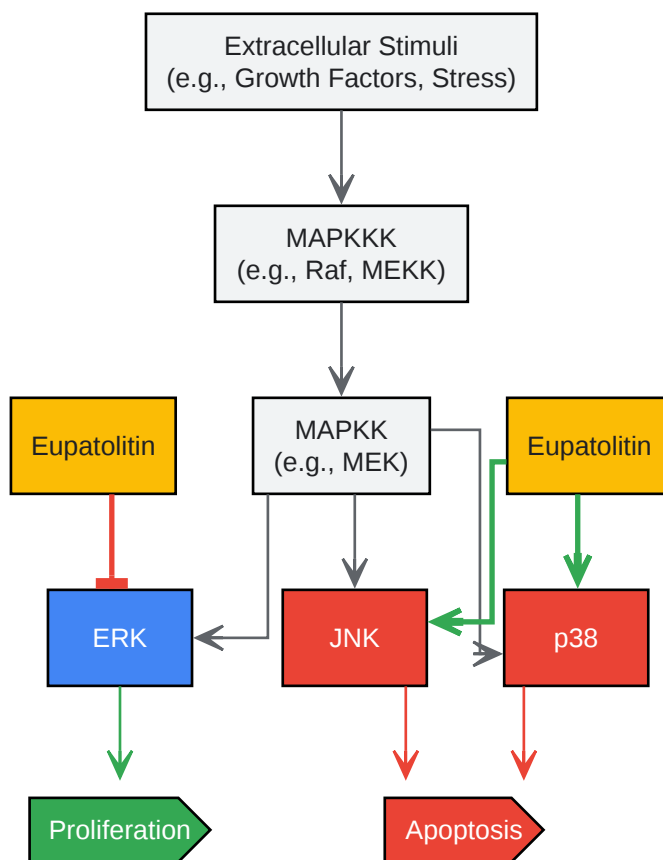 Extracellular Stimuli
(e.g., Growth Factors, Stress)
MAPKKK
(e.g., Raf, MEKK)
Eupatolitin
MAPKK
(e.g., MEK)
Eupatolitin
ERK
JNK
p38
Proliferation
Apoptosis